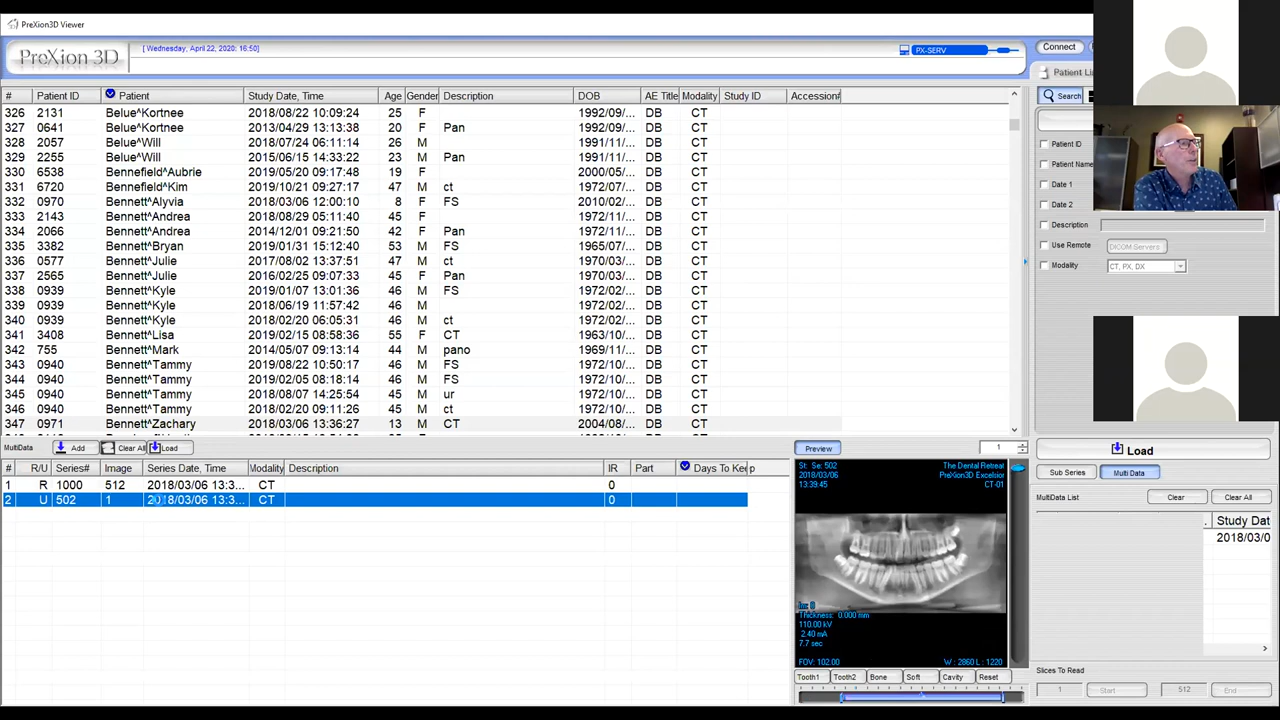 PreXion3D Viewer
PreXion 3D
[ Wednesday, April 22, 2020; 16:50]
PX-SERV
Connect
Patient Li
# Patient ID Patient Study Date, Time Age Gender Description DOB AE Title Modality Study ID Accession#
Search
326 2131 Belue^Kortnee 2018/08/22 10:09:24 25 F 1992/09/... DB CT
327 0641 Belue^Kortnee 2013/04/29 13:13:38 20 F Pan 1992/09/... DB CT
328 2057 Belue^Will 2018/07/24 06:11:14 26 M 1991/11/... DB CT
329 2255 Belue^Will 2015/06/15 14:33:22 23 M Pan 1991/11/... DB CT
330 6538 Bennefield^Aubrie 2019/05/20 09:17:48 19 F 2000/05/... DB CT
331 6720 Bennefield^Kim 2019/10/21 09:27:17 47 M ct 1972/07/... DB CT
332 0970 Bennett^Alyvia 2018/03/06 12:00:10 8 F FS 2010/02/... DB CT
333 2143 Bennett^Andrea 2018/08/29 05:11:40 45 F 1972/11/... DB CT
334 2066 Bennett^Andrea 2014/12/01 09:21:50 42 F Pan 1972/11/... DB CT
335 3382 Bennett^Bryan 2019/01/31 15:12:40 53 M FS 1965/07/... DB CT
336 0577 Bennett^Julie 2017/08/02 13:37:51 47 F 1970/03/... DB CT
337 2565 Bennett^Julie 2016/02/25 09:07:33 45 F Pan 1970/03/... DB CT
338 0939 Bennett^Kyle 2019/01/07 13:01:36 46 M FS 1972/02/... DB CT
339 0939 Bennett^Kyle 2018/06/19 11:57:42 46 M 1972/02/... DB CT
340 0939 Bennett^Kyle 2018/02/20 06:05:31 46 M ct 1972/02/... DB CT
341 3408 Bennett^Lisa 2019/02/15 08:58:36 55 F CT 1963/10/... DB CT
342 755 Bennett^Mark 2014/05/07 09:13:14 44 M pano 1969/11/... DB CT
343 0940 Bennett^Tammy 2019/08/22 10:50:17 46 M FS 1972/10/... DB CT
344 0940 Bennett^Tammy 2019/02/05 08:18:14 46 M FS 1972/10/... DB CT
345 0940 Bennett^Tammy 2018/08/07 14:25:54 45 M ur 1972/10/... DB CT
346 0940 Bennett^Tammy 2018/02/20 09:11:26 45 M ct 1972/10/... DB CT
347 0971 Bennett^Zachary 2018/03/06 13:36:27 13 M CT 2004/08/... DB CT
Patient ID
Patient Name
Date 1
Date 2
Description
Use Remote DICOM Servers
Modality CT, PX, DX
MultiData Add Clear All Load
# R/U Series# Image Series Date, Time Modality Description IR Part Days To Kee p
1 R 1000 512 2018/03/06 13:3... CT 0
2 U 502 1 2018/03/06 13:3... CT 0
Preview 1
St: Se: 502
2018/03/06
13:39:45
The Dental Retreat
PreXion3D Excelsior
CT-01
Im: 0
Thickness: 0.000 mm
110.00 kV
2.40 mA
7.7 sec
FOV: 102.00 W : 2860 L : 1220
Tooth1 Tooth2 Bone Soft Cavity Reset
Load
Sub Series Multi Data
MultiData List Clear Clear All
. Study Dat
2018/03/0
Slices To Read
1 Start 512 End